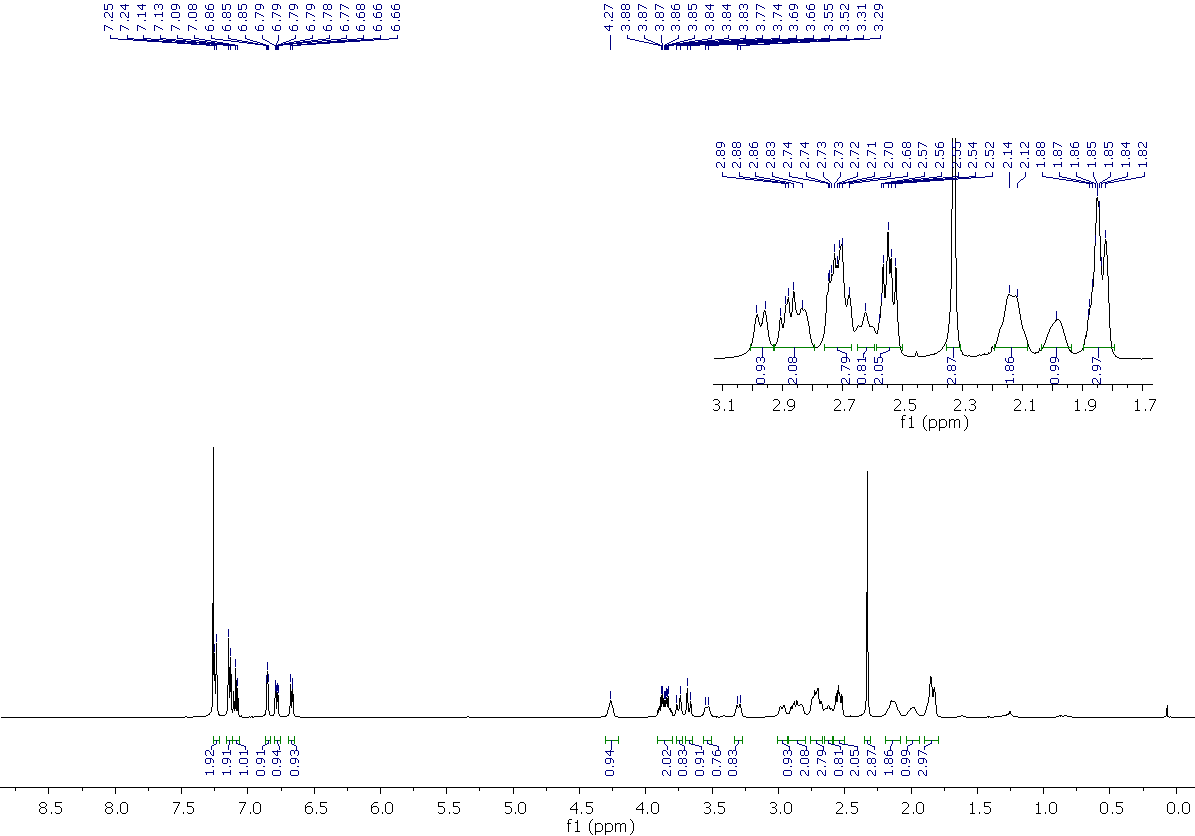 7.25 7.24 7.14 7.13 7.09 7.08 6.86 6.85 6.85 6.79 6.79 6.79 6.79 6.78 6.77 6.68 6.66 6.66
4.27 3.88 3.87 3.87 3.86 3.85 3.84 3.84 3.83 3.77 3.74 3.69 3.66 3.55 3.52 3.31 3.29
2.89 2.88 2.86 2.83 2.74 2.74 2.73 2.73 2.72 2.71 2.70 2.68 2.57 2.56 2.54 2.52 2.14 2.12 1.88 1.87 1.86 1.85 1.85 1.84 1.82
0.93 2.08 2.79 0.81 2.05 2.87 1.86 0.99 2.97
3.1 2.9 2.7 2.5 2.3 2.1 1.9 1.7
f1 (ppm)
1.92 1.91 1.01 0.91 0.94 0.93 0.94 2.02 0.83 0.91 0.76 0.83 0.93 2.08 2.79 0.81 2.05 2.87 1.86 0.99 2.97
8.5 8.0 7.5 7.0 6.5 6.0 5.5 5.0 4.5 4.0 3.5 3.0 2.5 2.0 1.5 1.0 0.5 0.0
f1 (ppm)